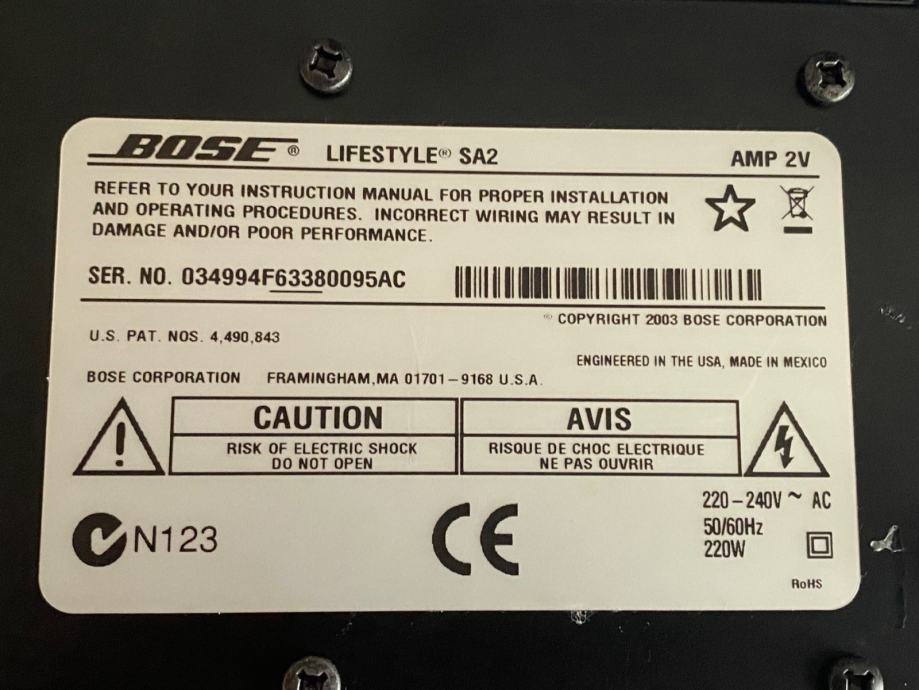 BOSE® LIFESTYLE® SA2 AMP 2V
REFER TO YOUR INSTRUCTION MANUAL FOR PROPER INSTALLATION
AND OPERATING PROCEDURES. INCORRECT WIRING MAY RESULT IN
DAMAGE AND/OR POOR PERFORMANCE.
SER. NO. 034994F63380095AC
© COPYRIGHT 2003 BOSE CORPORATION
U.S. PAT. NOS. 4,490,843
ENGINEERED IN THE USA, MADE IN MEXICO
BOSE CORPORATION FRAMINGHAM,MA 01701–9168 U.S.A.
CAUTION
RISK OF ELECTRIC SHOCK
DO NOT OPEN
AVIS
RISQUE DE CHOC ELECTRIQUE
NE PAS OUVRIR
N123
CE
220–240V ~ AC
50/60Hz
220W
RoHS